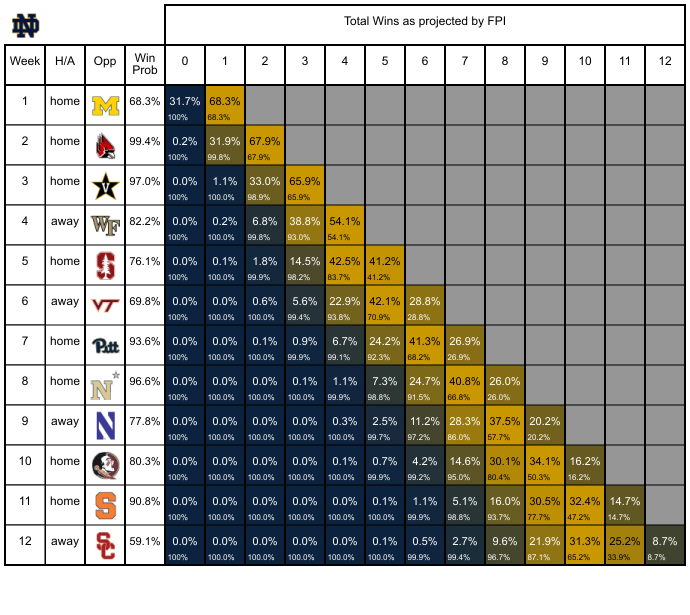 Total Wins as projected by FPI
Week H/A Opp Win Prob 0 1 2 3 4 5 6 7 8 9 10 11 12
1 home M 68.3% 31.7% 68.3%
100% 68.3%
2 home 99.4% 0.2% 31.9% 67.9%
100% 99.8% 67.9%
3 home V 97.0% 0.0% 1.1% 33.0% 65.9%
100% 100.0% 98.9% 65.9%
4 away WF 82.2% 0.0% 0.2% 6.8% 38.8% 54.1%
100% 100.0% 99.8% 93.0% 54.1%
5 home S 76.1% 0.0% 0.1% 1.8% 14.5% 42.5% 41.2%
100% 100.0% 99.9% 98.2% 83.7% 41.2%
6 away VT 69.8% 0.0% 0.0% 0.6% 5.6% 22.9% 42.1% 28.8%
100% 100.0% 100.0% 99.4% 93.8% 70.9% 28.8%
7 home Pitt 93.6% 0.0% 0.0% 0.1% 0.9% 6.7% 24.2% 41.3% 26.9%
100% 100.0% 100.0% 99.9% 99.1% 92.3% 68.2% 26.9%
8 home N 96.6% 0.0% 0.0% 0.0% 0.1% 1.1% 7.3% 24.7% 40.8% 26.0%
100% 100.0% 100.0% 100.0% 99.9% 98.8% 91.5% 66.8% 26.0%
9 away N 77.8% 0.0% 0.0% 0.0% 0.0% 0.3% 2.5% 11.2% 28.3% 37.5% 20.2%
100% 100.0% 100.0% 100.0% 100.0% 99.7% 97.2% 86.0% 57.7% 20.2%
10 home 80.3% 0.0% 0.0% 0.0% 0.0% 0.1% 0.7% 4.2% 14.6% 30.1% 34.1% 16.2%
100% 100.0% 100.0% 100.0% 100.0% 99.9% 99.2% 95.0% 80.4% 50.3% 16.2%
11 home S 90.8% 0.0% 0.0% 0.0% 0.0% 0.0% 0.1% 1.1% 5.1% 16.0% 30.5% 32.4% 14.7%
100% 100.0% 100.0% 100.0% 100.0% 100.0% 99.9% 98.8% 93.7% 77.7% 47.2% 14.7%
12 away SC 59.1% 0.0% 0.0% 0.0% 0.0% 0.0% 0.1% 0.5% 2.7% 9.6% 21.9% 31.3% 25.2% 8.7%
100% 100.0% 100.0% 100.0% 100.0% 100.0% 99.9% 99.4% 96.7% 87.1% 65.2% 33.9% 8.7%